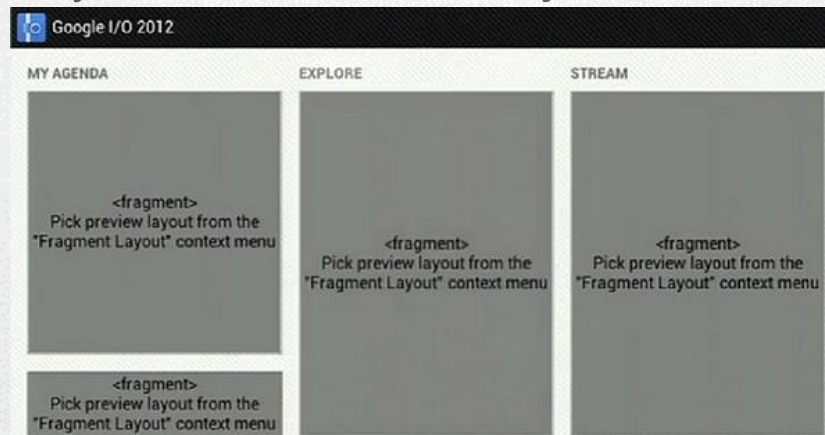 Google I/O 2012
MY AGENDA
<fragment>
Pick preview layout from the
"Fragment Layout" context menu
<fragment>
Pick preview layout from the
"Fragment Layout" context menu
EXPLORE
<fragment>
Pick preview layout from the
"Fragment Layout" context menu
STREAM
<fragment>
Pick preview layout from the
"Fragment Layout" context menu